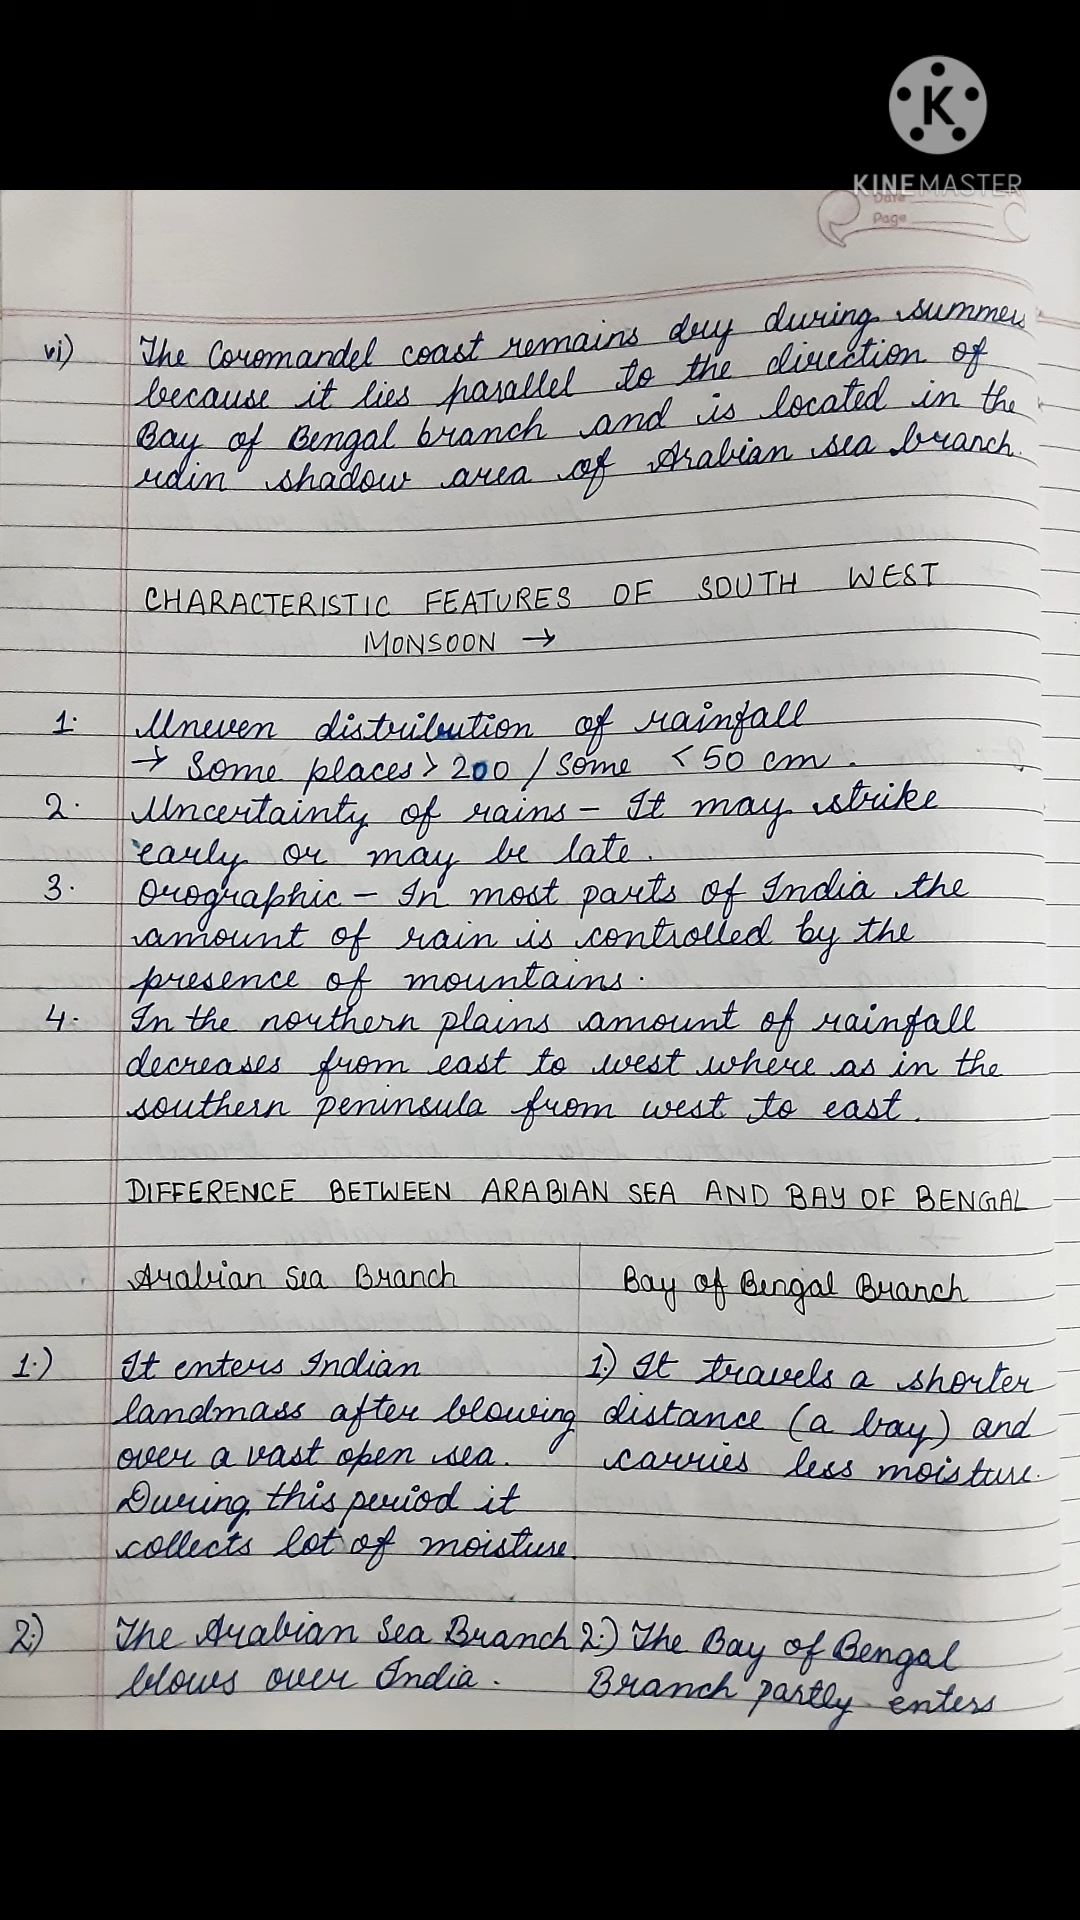 K
KINEMASTER
Date
Page
vi) The Coromandel coast remains dry during summer
because it lies parallel to the direction of
Bay of Bengal branch and is located in the
rain shadow area of Arabian sea branch.
CHARACTERISTIC FEATURES OF SOUTH WEST
MONSOON →
1. Uneven distribution of rainfall
→ Some places > 200 / Some < 50 cm.
2. Uncertainty of rains - It may strike
early or may be late.
3. Orographic - In most parts of India the
amount of rain is controlled by the
presence of mountains.
4. In the northern plains amount of rainfall
decreases from east to west where as in the
southern peninsula from west to east.
DIFFERENCE BETWEEN ARABIAN SEA AND BAY OF BENGAL
Arabian Sea Branch
Bay of Bengal Branch
1.) It enters Indian
landmass after blowing
over a vast open sea.
During this period it
collects lot of moisture.
1.) It travels a shorter
distance (a bay) and
carries less moisture.
2.) The Arabian Sea Branch
blows over India.
2.) The Bay of Bengal
Branch partly enters